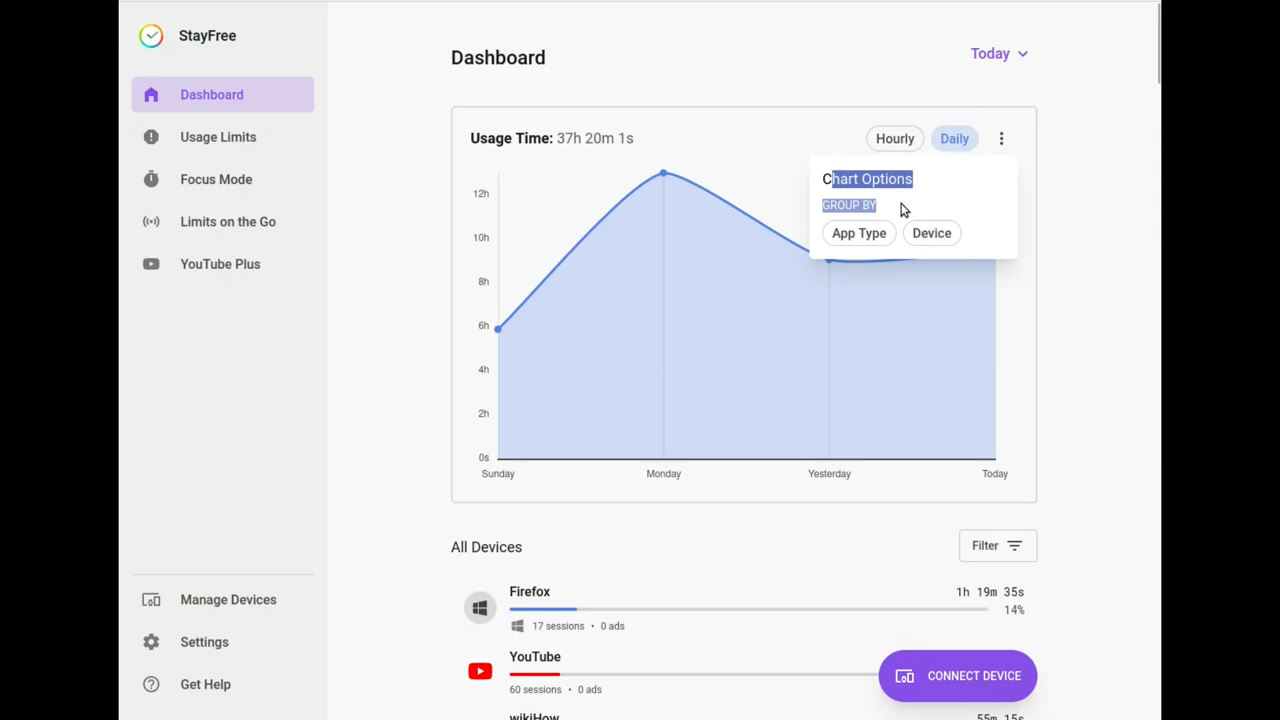 StayFree
Dashboard
Usage Limits
Focus Mode
Limits on the Go
YouTube Plus
Manage Devices
Settings
Get Help
Dashboard
Today
Usage Time: 37h 20m 1s
Hourly
Daily
Chart Options
GROUP BY
App Type
Device
12h
10h
8h
6h
4h
2h
0s
Sunday
Monday
Yesterday
Today
All Devices
Filter
Firefox
1h 19m 35s
14%
17 sessions • 0 ads
YouTube
60 sessions • 0 ads
CONNECT DEVICE
wikiHow
55m 15s